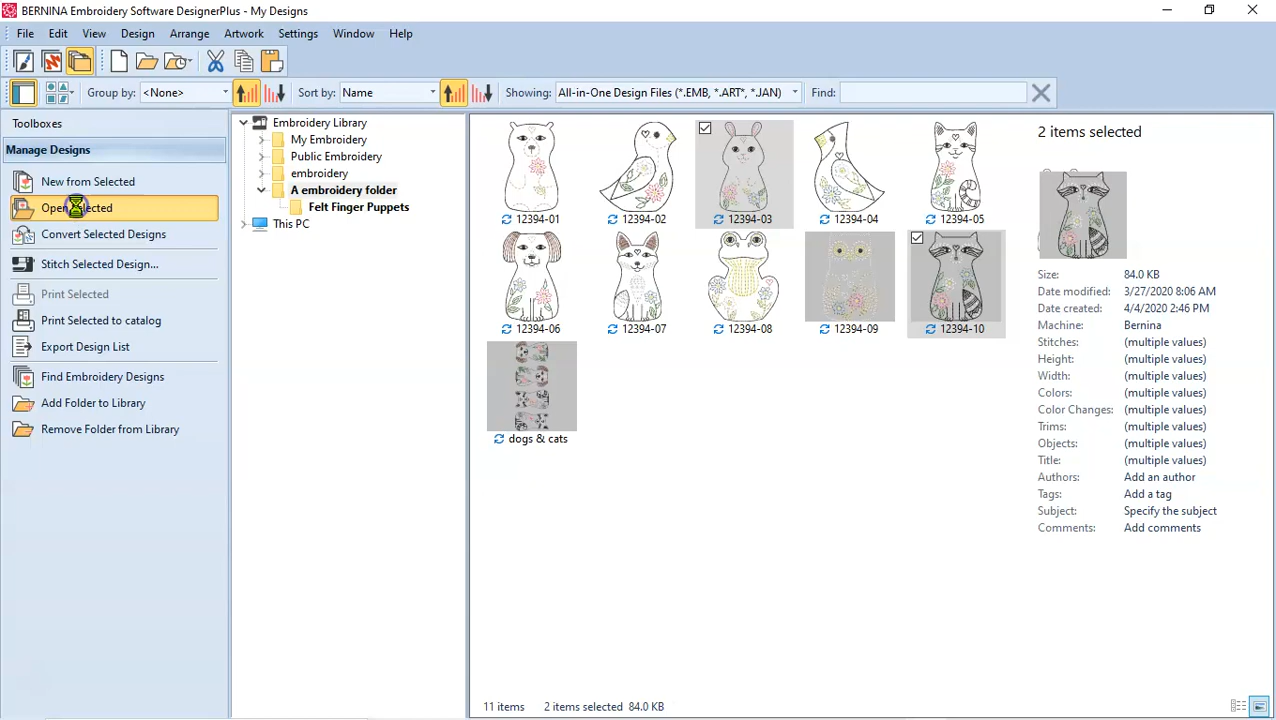 BERNINA Embroidery Software DesignerPlus - My Designs
File Edit View Design Arrange Artwork Settings Window Help
Group by: <None> Sort by: Name Showing: All-in-One Design Files (*.EMB, *.ART*, *.JAN) Find:
Toolboxes
Manage Designs
New from Selected
Open Selected
Convert Selected Designs
Stitch Selected Design...
Print Selected
Print Selected to catalog
Export Design List
Find Embroidery Designs
Add Folder to Library
Remove Folder from Library
Embroidery Library
My Embroidery
Public Embroidery
embroidery
A embroidery folder
Felt Finger Puppets
This PC
12394-01 12394-02 12394-03 12394-04 12394-05
12394-06 12394-07 12394-08 12394-09 12394-10
dogs & cats
2 items selected
Size: 84.0 KB
Date modified: 3/27/2020 8:06 AM
Date created: 4/4/2020 2:46 PM
Machine: Bernina
Stitches: (multiple values)
Height: (multiple values)
Width: (multiple values)
Colors: (multiple values)
Color Changes: (multiple values)
Trims: (multiple values)
Objects: (multiple values)
Title: (multiple values)
Authors: Add an author
Tags: Add a tag
Subject: Specify the subject
Comments: Add comments
11 items 2 items selected 84.0 KB